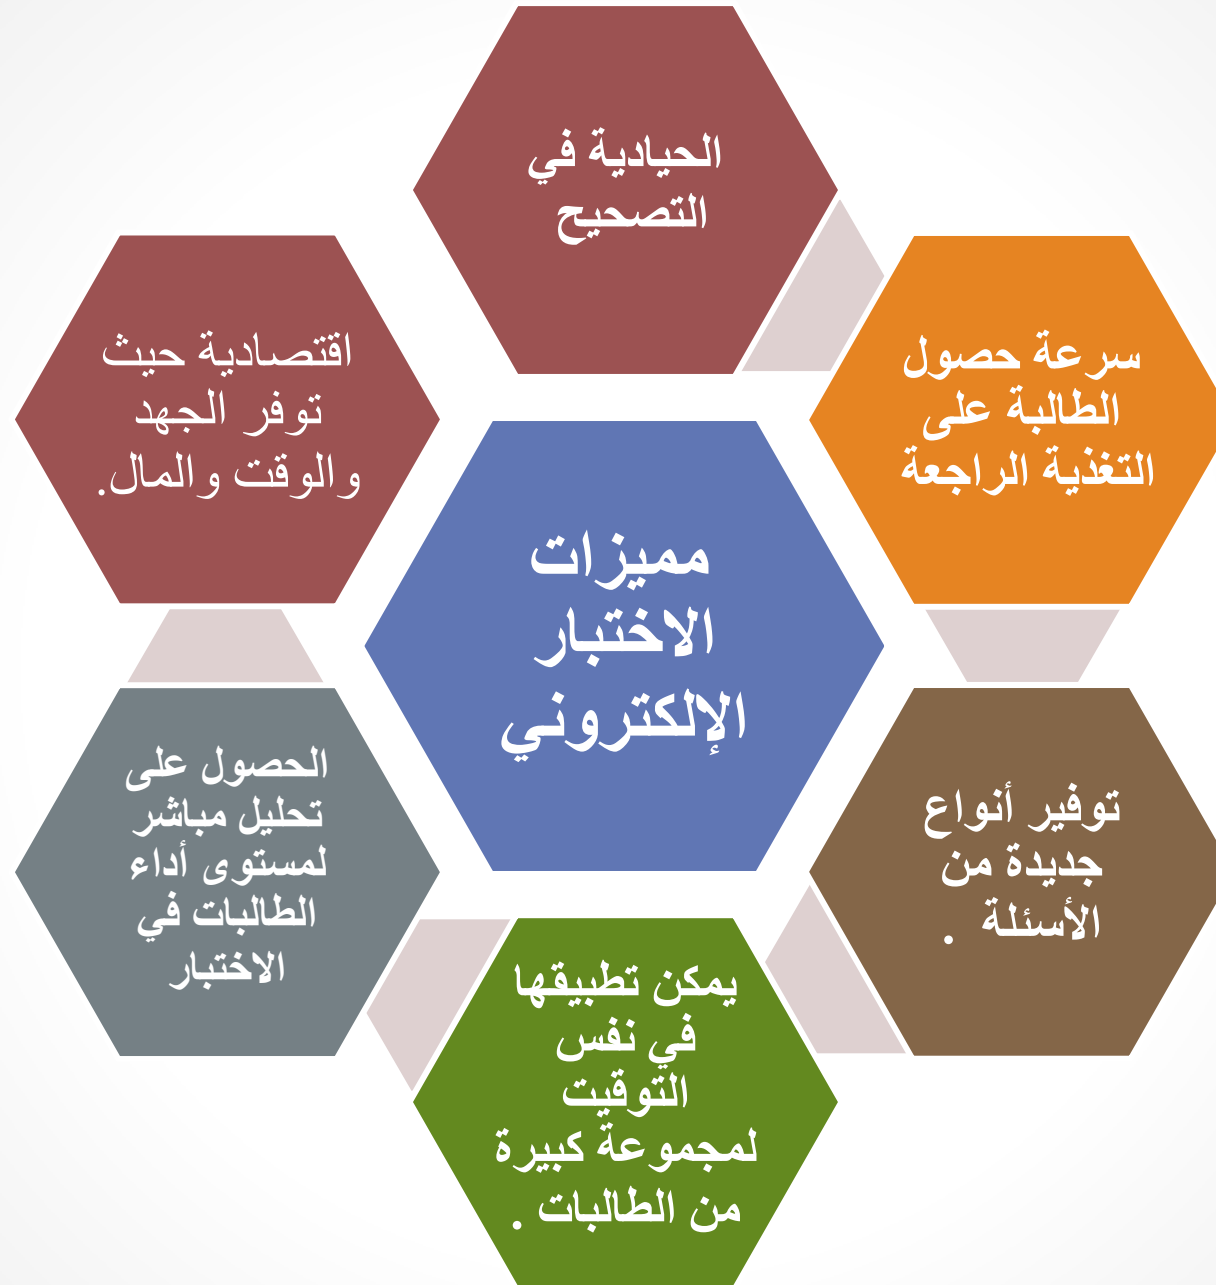 الحيادية في
التصحيح
سرعة حصول
الطالبة على
التغذية الراجعة
توفير أنواع
جديدة من
الأسئلة .
يمكن تطبيقها
في نفس
التوقيت
لمجموعة كبيرة
من الطالبات .
الحصول على
تحليل مباشر
لمستوى أداء
الطالبات في
الاختبار
اقتصادية حيث
توفر الجهد
والوقت والمال.
مميزات
الاختبار
الإلكتروني